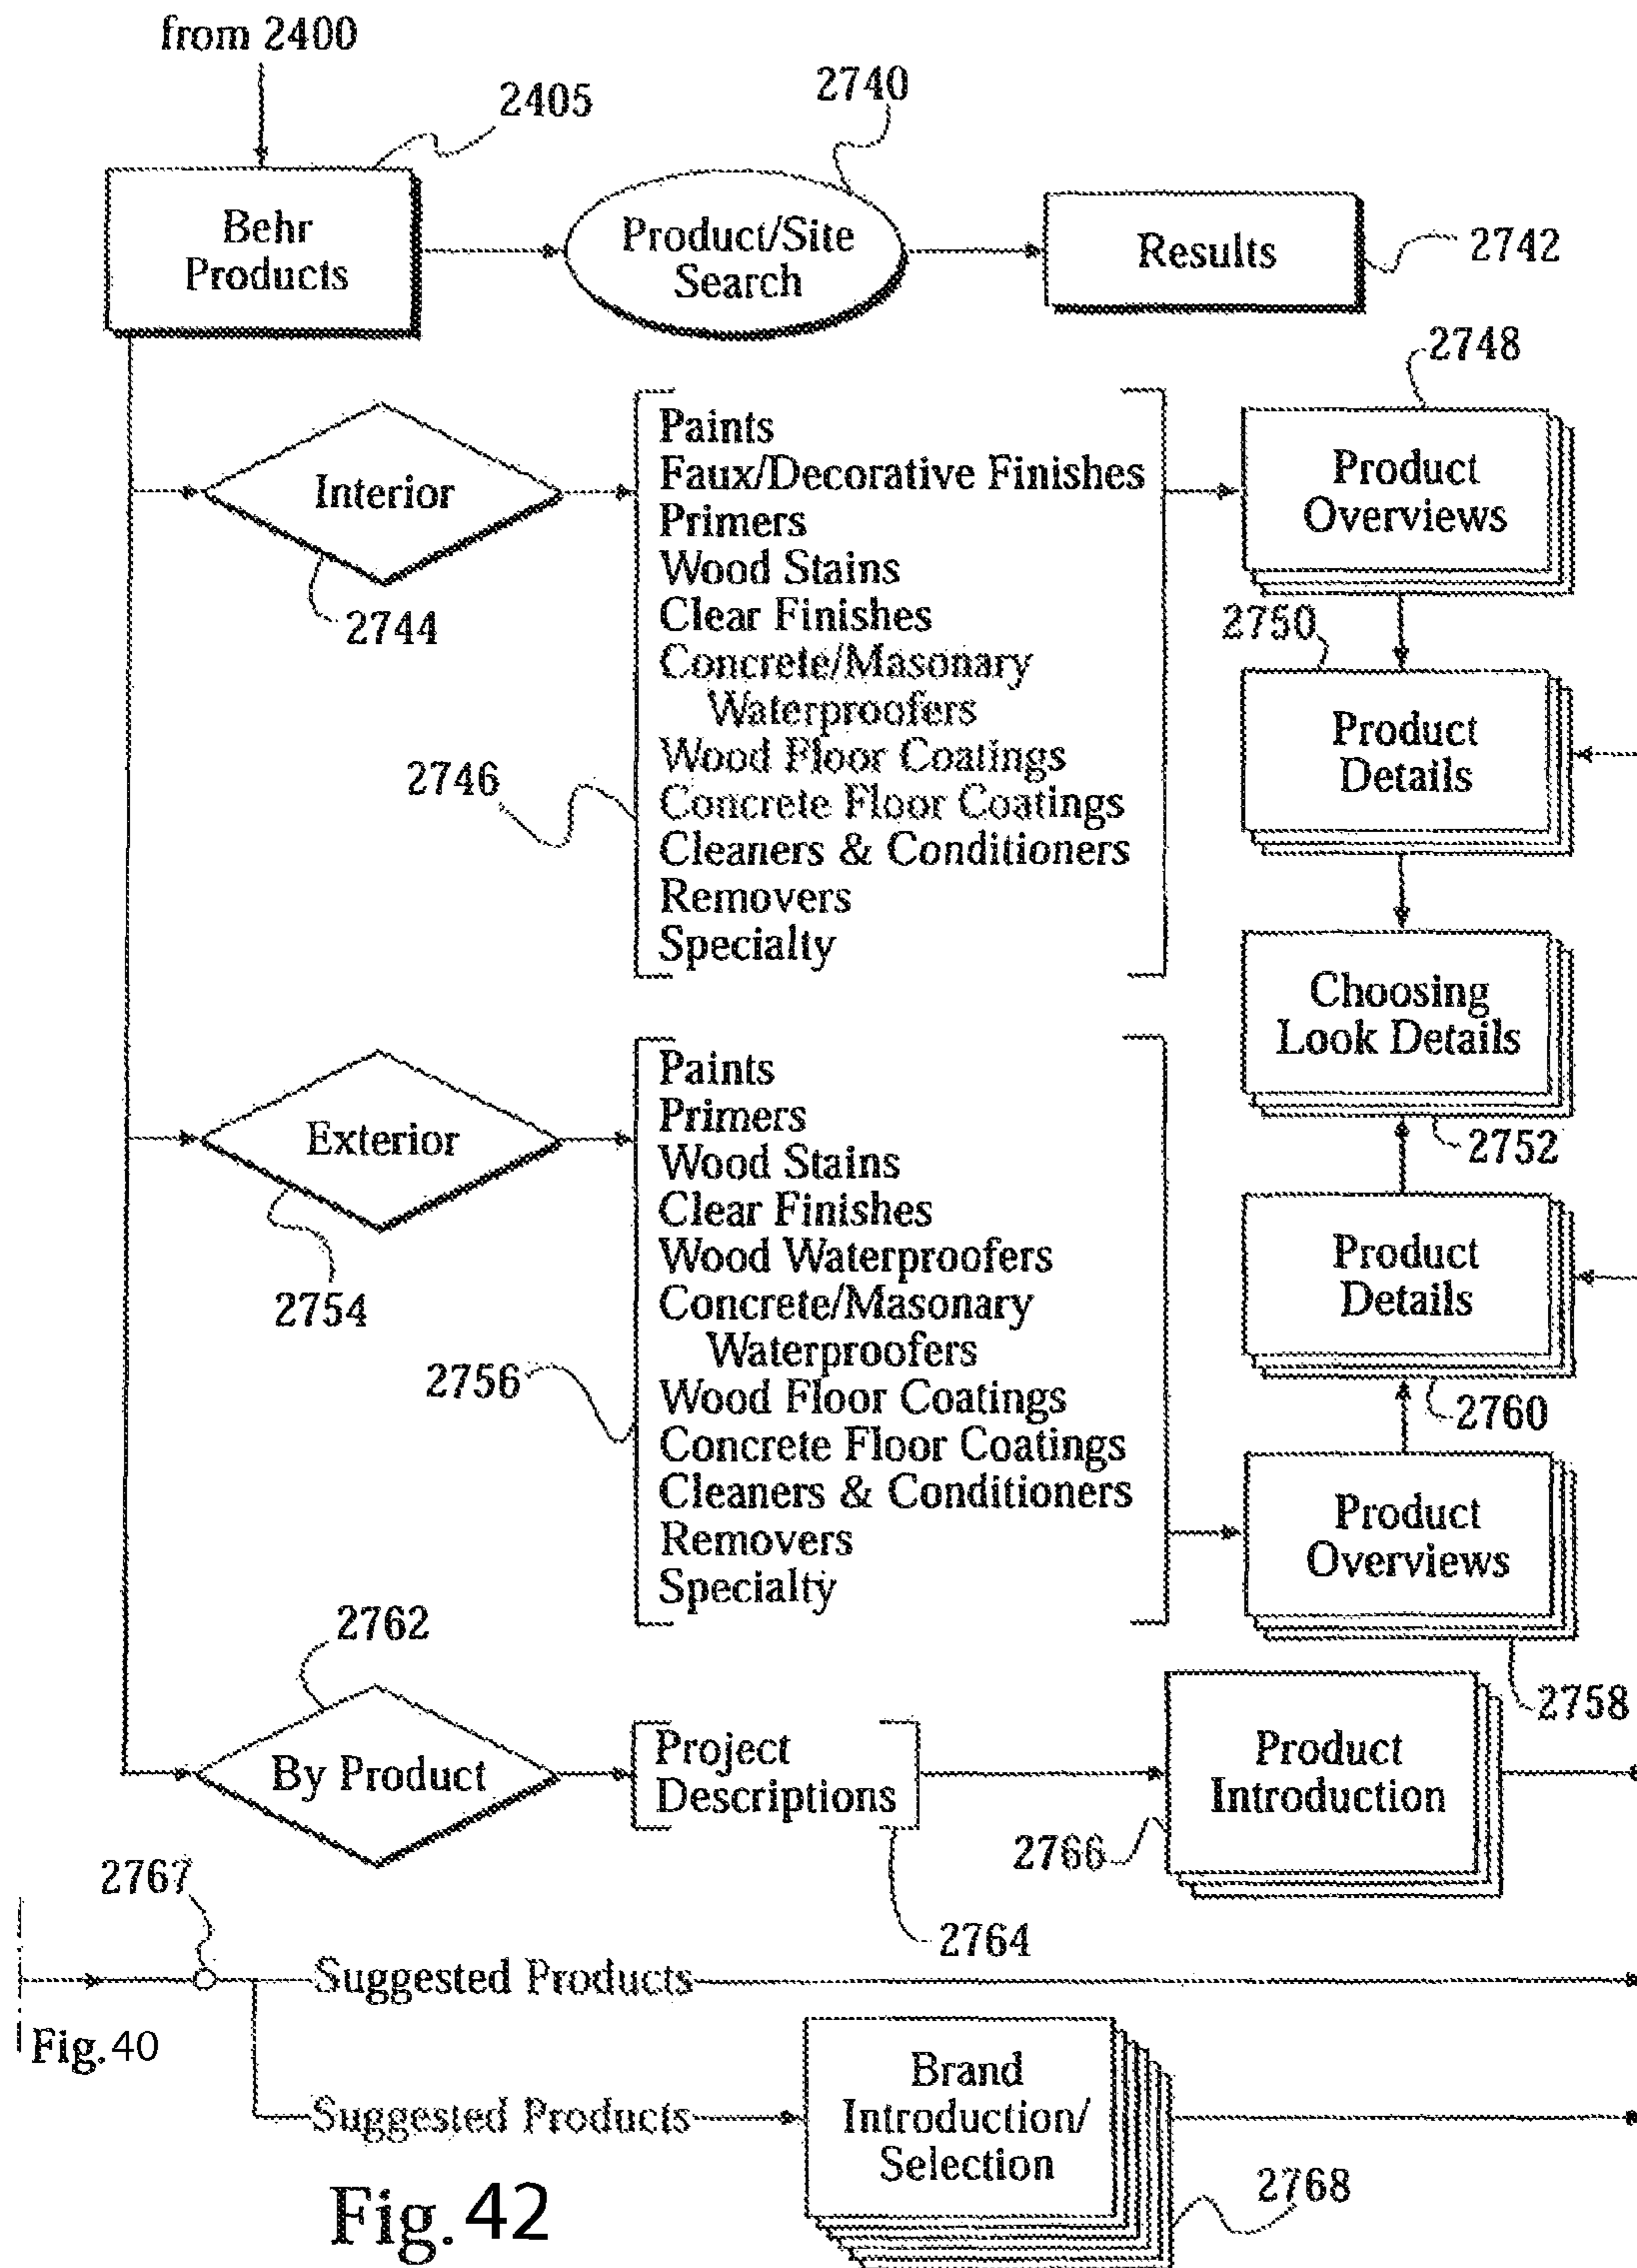 from 2400
2405
2740
Behr
Products
Product/Site
Search
Results
2742
2748
Interior
2744
Paints
Faux/Decorative Finishes
Primers
Wood Stains
Clear Finishes
Concrete/Masonary
Waterproofers
Wood Floor Coatings
Concrete Floor Coatings
Cleaners & Conditioners
Removers
Specialty
2746
Product
Overviews
2750
Product
Details
Choosing
Look Details
2752
Exterior
2754
Paints
Primers
Wood Stains
Clear Finishes
Wood Waterproofers
Concrete/Masonary
Waterproofers
Wood Floor Coatings
Concrete Floor Coatings
Cleaners & Conditioners
Removers
Specialty
2756
Product
Details
2760
Product
Overviews
2758
2762
By Product
Project
Descriptions
2764
Product
Introduction
2766
2767
Suggested Products
Fig. 40
Suggested Products
Brand
Introduction/
Selection
2768
Fig. 42